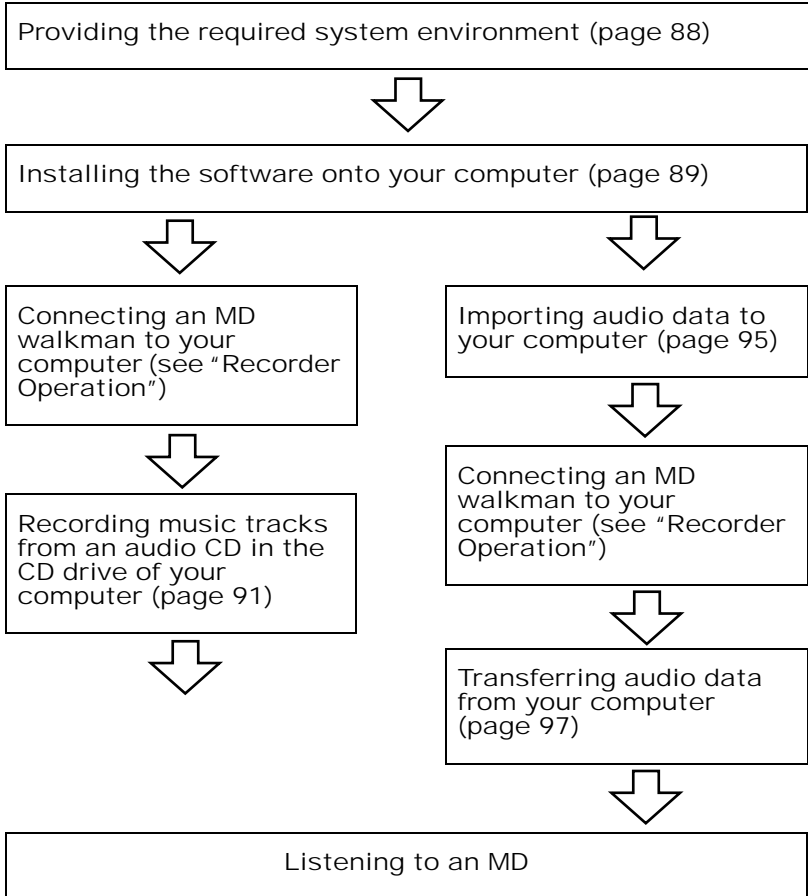 Providing the required system environment (page 88)
Installing the software onto your computer (page 89)
Connecting an MD
walkman to your
computer (see “Recorder
Operation”)
Recording music tracks
from an audio CD in the
CD drive of your
computer (page 91)
Importing audio data to
your computer (page 95)
Connecting an MD
walkman to your
computer (see “Recorder
Operation”)
Transferring audio data
from your computer
(page 97)
Listening to an MD